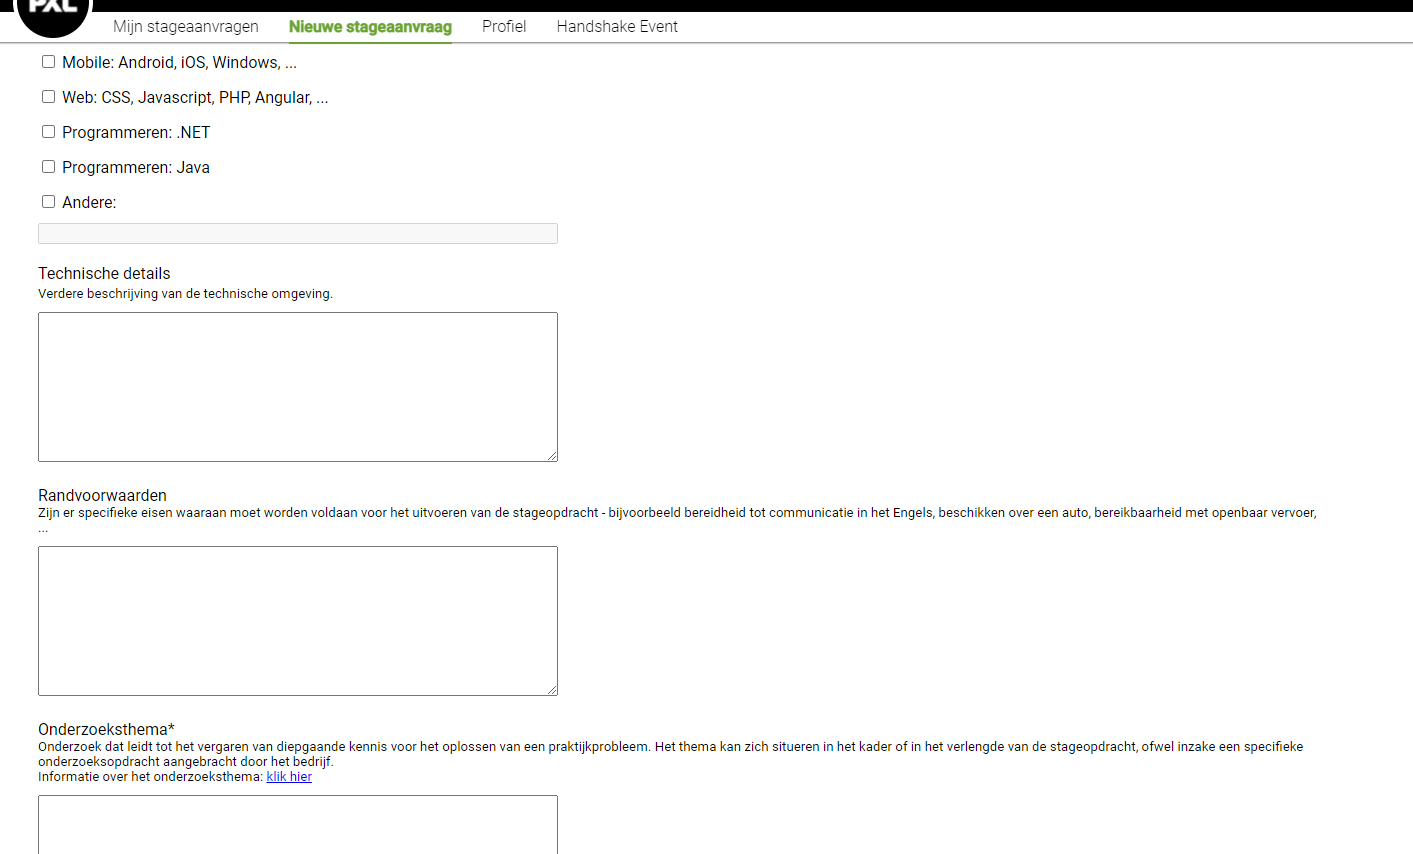 PXL
Mijn stageaanvragen Nieuwe stageaanvraag Profiel Handshake Event
Mobile: Android, iOS, Windows, ...
Web: CSS, Javascript, PHP, Angular, ...
Programmeren: .NET
Programmeren: Java
Andere:
Technische details
Verdere beschrijving van de technische omgeving.
Randvoorwaarden
Zijn er specifieke eisen waaraan moet worden voldaan voor het uitvoeren van de stageopdracht - bijvoorbeeld bereidheid tot communicatie in het Engels, beschikken over een auto, bereikbaarheid met openbaar vervoer,
...
Onderzoeksthema*
Onderzoek dat leidt tot het vergaren van diepgaande kennis voor het oplossen van een praktijkprobleem. Het thema kan zich situeren in het kader of in het verlengde van de stageopdracht, ofwel inzake een specifieke
onderzoeksopdracht aangebracht door het bedrijf.
Informatie over het onderzoeksthema: klik hier